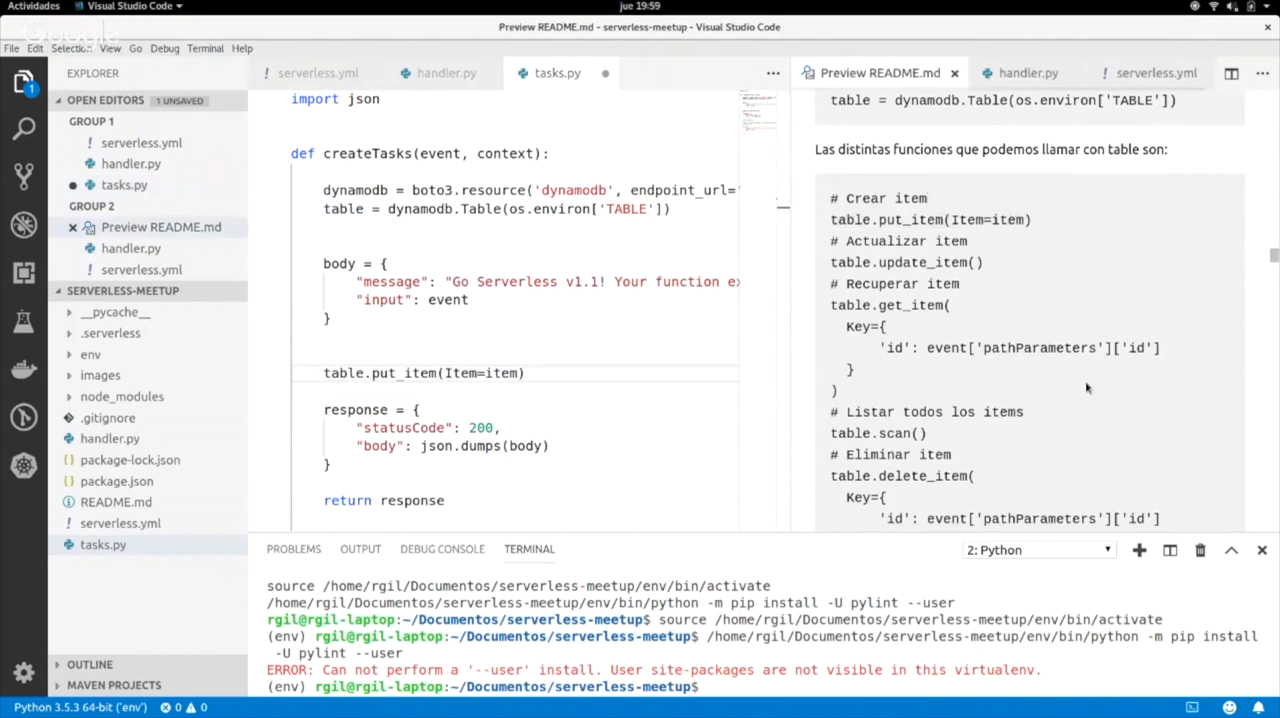 Actividades
Visual Studio Code
jue 19:59
Preview README.md - serverless-meetup - Visual Studio Code
File Edit Selection View Go Debug Terminal Help
EXPLORER
OPEN EDITORS 1 UNSAVED
GROUP 1
serverless.yml
handler.py
tasks.py
GROUP 2
Preview README.md
handler.py
serverless.yml
SERVERLESS-MEETUP
__pycache__
.serverless
env
images
node_modules
.gitignore
handler.py
package-lock.json
package.json
README.md
serverless.yml
tasks.py
OUTLINE
MAVEN PROJECTS
serverless.yml
handler.py
tasks.py
import json
def createTasks(event, context):
dynamodb = boto3.resource('dynamodb', endpoint_url='
table = dynamodb.Table(os.environ['TABLE'])
body = {
"message": "Go Serverless v1.1! Your function ex
"input": event
}
table.put_item(Item=item)
response = {
"statusCode": 200,
"body": json.dumps(body)
}
return response
Preview README.md
handler.py
serverless.yml
table = dynamodb.Table(os.environ['TABLE'])
Las distintas funciones que podemos llamar con table son:
# Crear item
table.put_item(Item=item)
# Actualizar item
table.update_item()
# Recuperar item
table.get_item(
Key={
'id': event['pathParameters']['id']
}
)
# Listar todos los items
table.scan()
# Eliminar item
table.delete_item(
Key={
'id': event['pathParameters']['id']
PROBLEMS OUTPUT DEBUG CONSOLE TERMINAL
2: Python
source /home/rgil/Documentos/serverless-meetup/env/bin/activate
/home/rgil/Documentos/serverless-meetup/env/bin/python -m pip install -U pylint --user
rgil@rgil-laptop:~/Documentos/serverless-meetup$ source /home/rgil/Documentos/serverless-meetup/env/bin/activate
(env) rgil@rgil-laptop:~/Documentos/serverless-meetup$ /home/rgil/Documentos/serverless-meetup/env/bin/python -m pip install
-U pylint --user
ERROR: Can not perform a '--user' install. User site-packages are not visible in this virtualenv.
(env) rgil@rgil-laptop:~/Documentos/serverless-meetup$
Python 3.5.3 64-bit ('env') 0 0